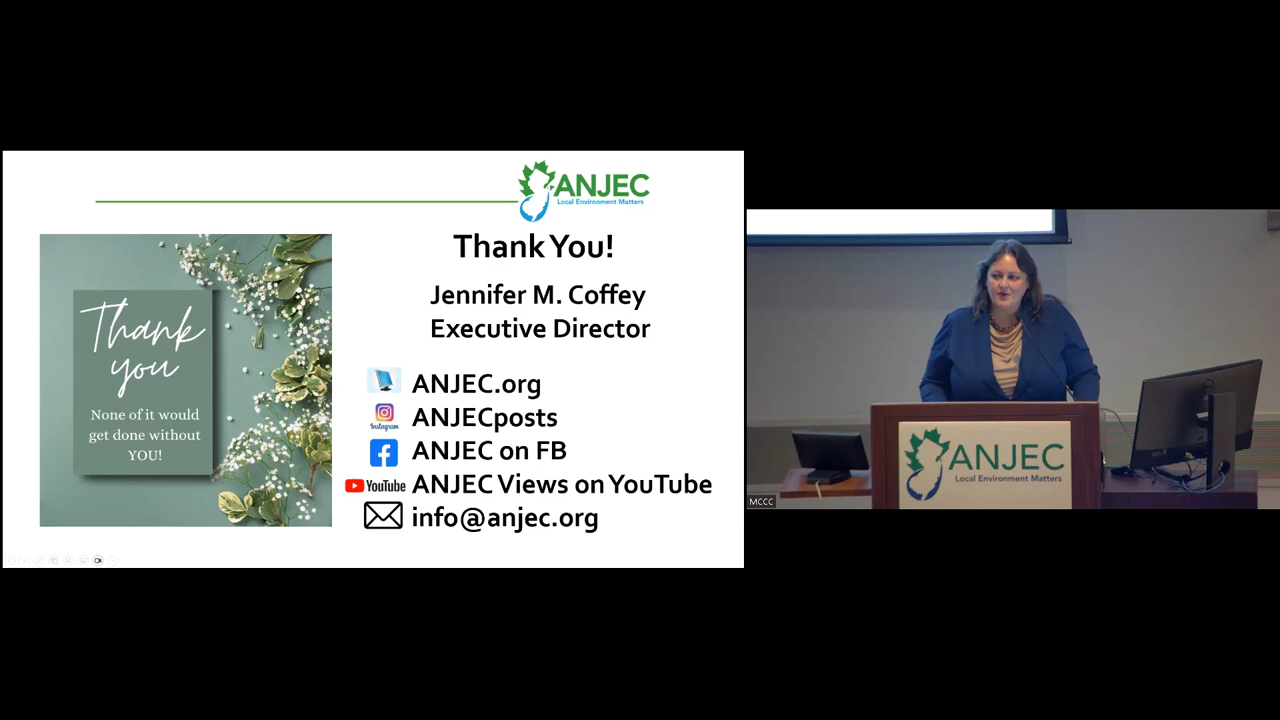 ANJEC
Local Environment Matters
Thank You!
Jennifer M. Coffey
Executive Director
Thank
you
None of it would
get done without
YOU!
ANJEC.org
Instagram
ANJECposts
ANJEC on FB
YouTube ANJEC Views on YouTube
info@anjec.org
ANJEC
Local Environment Matters
MCCC